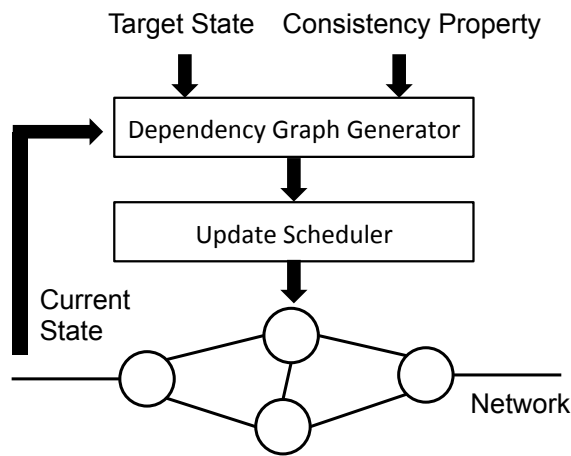 Target State
Consistency Property
Dependency Graph Generator
Update Scheduler
Current
State
Network